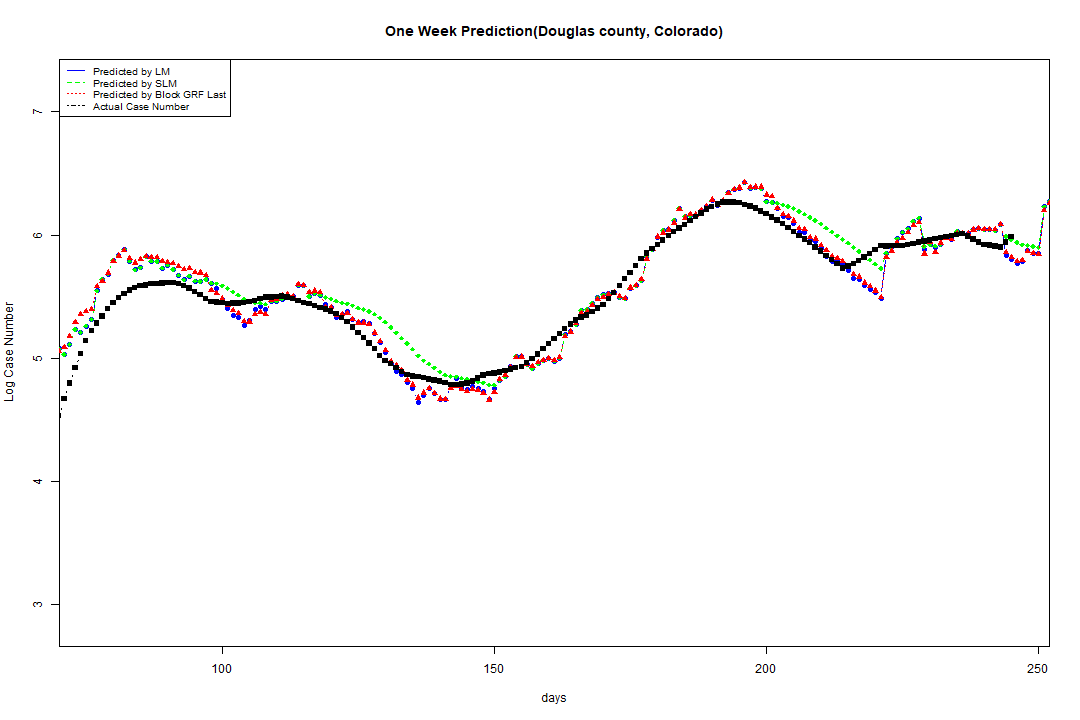 One Week Prediction(Douglas county, Colorado)
Predicted by LM
Predicted by SLM
Predicted by Block GRF Last
Actual Case Number
7
6
5
4
3
Log Case Number
100 150 200 250
days